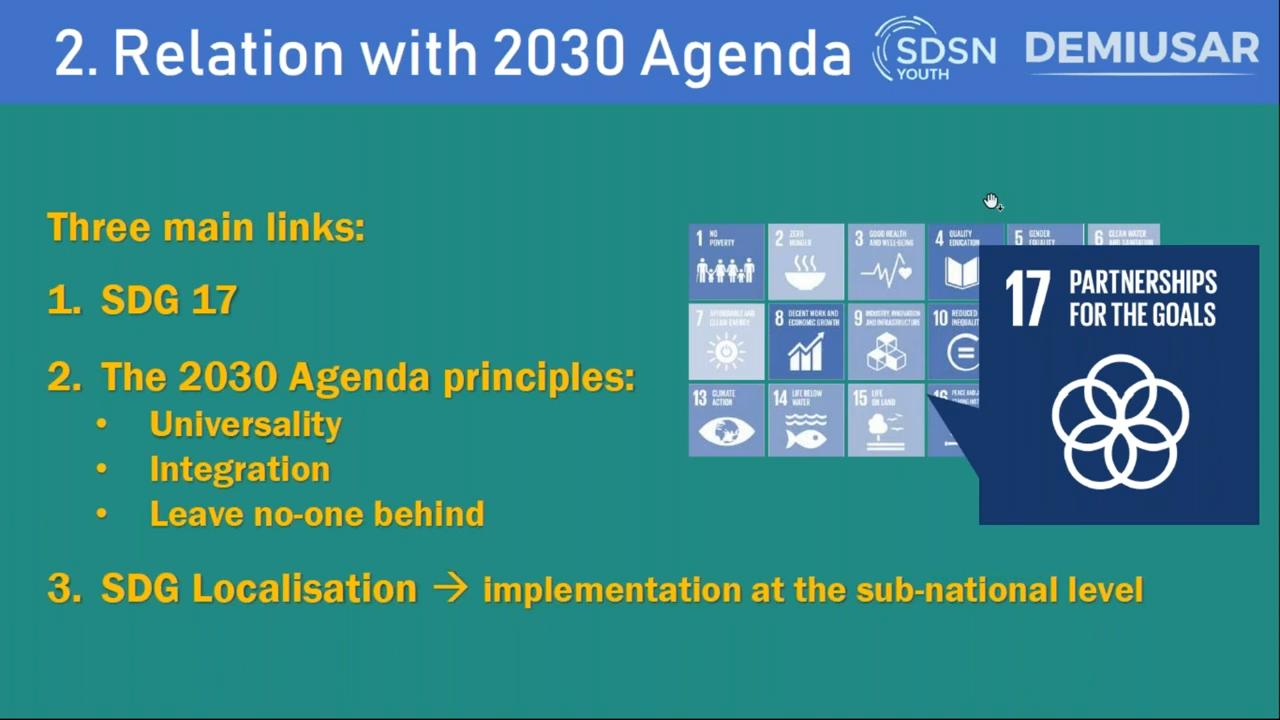 2. Relation with 2030 Agenda
SDSN
YOUTH
DEMIUSAR
Three main links:
1. SDG 17
2. The 2030 Agenda principles:
• Universality
• Integration
• Leave no-one behind
3. SDG Localisation → implementation at the sub-national level
1 NO
POVERTY
2 ZERO
HUNGER
3 GOOD HEALTH
AND WELL-BEING
4 QUALITY
EDUCATION
5 GENDER
EQUALITY
6 CLEAN WATER
AND SANITATION
7 AFFORDABLE AND
CLEAN ENERGY
8 DECENT WORK AND
ECONOMIC GROWTH
9 INDUSTRY, INNOVATION
AND INFRASTRUCTURE
10 REDUCED
13 CLIMATE
ACTION
14 LIFE BELOW
WATER
15 LIFE
ON LAND
16 PEACE AND
17 PARTNERSHIPS
FOR THE GOALS